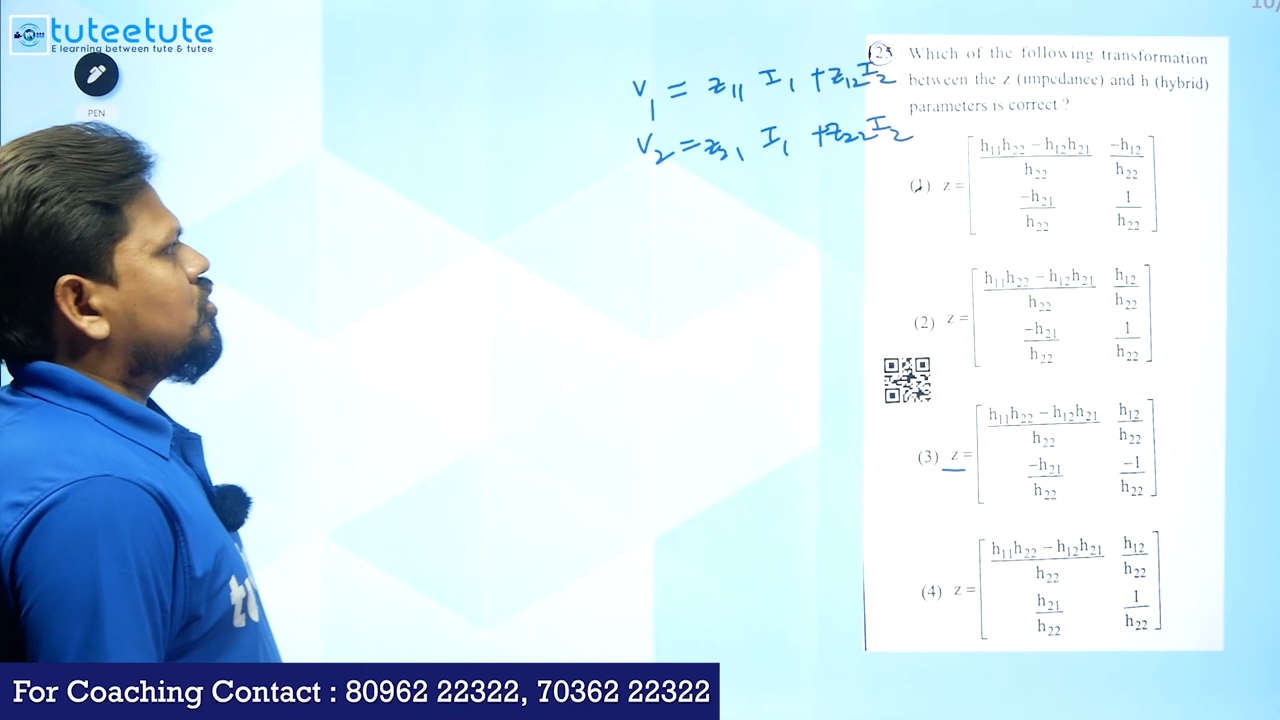 tuteetute
E learning between tute & tutee
PEN
10/
V₁ = z₁₁ I₁ + z₁₂ I₂
V₂ = z₂₁ I₁ + z₂₂ I₂
25 Which of the following transformation
between the z (impedance) and h (hybrid)
parameters is correct ?
(1) z = [ (h₁₁h₂₂ − h₁₂h₂₁)/h₂₂ −h₁₂/h₂₂
−h₂₁/h₂₂ 1/h₂₂ ]
(2) z = [ (h₁₁h₂₂ − h₁₂h₂₁)/h₂₂ h₁₂/h₂₂
−h₂₁/h₂₂ 1/h₂₂ ]
(3) z = [ (h₁₁h₂₂ − h₁₂h₂₁)/h₂₂ h₁₂/h₂₂
−h₂₁/h₂₂ −1/h₂₂ ]
(4) z = [ (h₁₁h₂₂ − h₁₂h₂₁)/h₂₂ h₁₂/h₂₂
h₂₁/h₂₂ 1/h₂₂ ]
For Coaching Contact : 80962 22322, 70362 22322